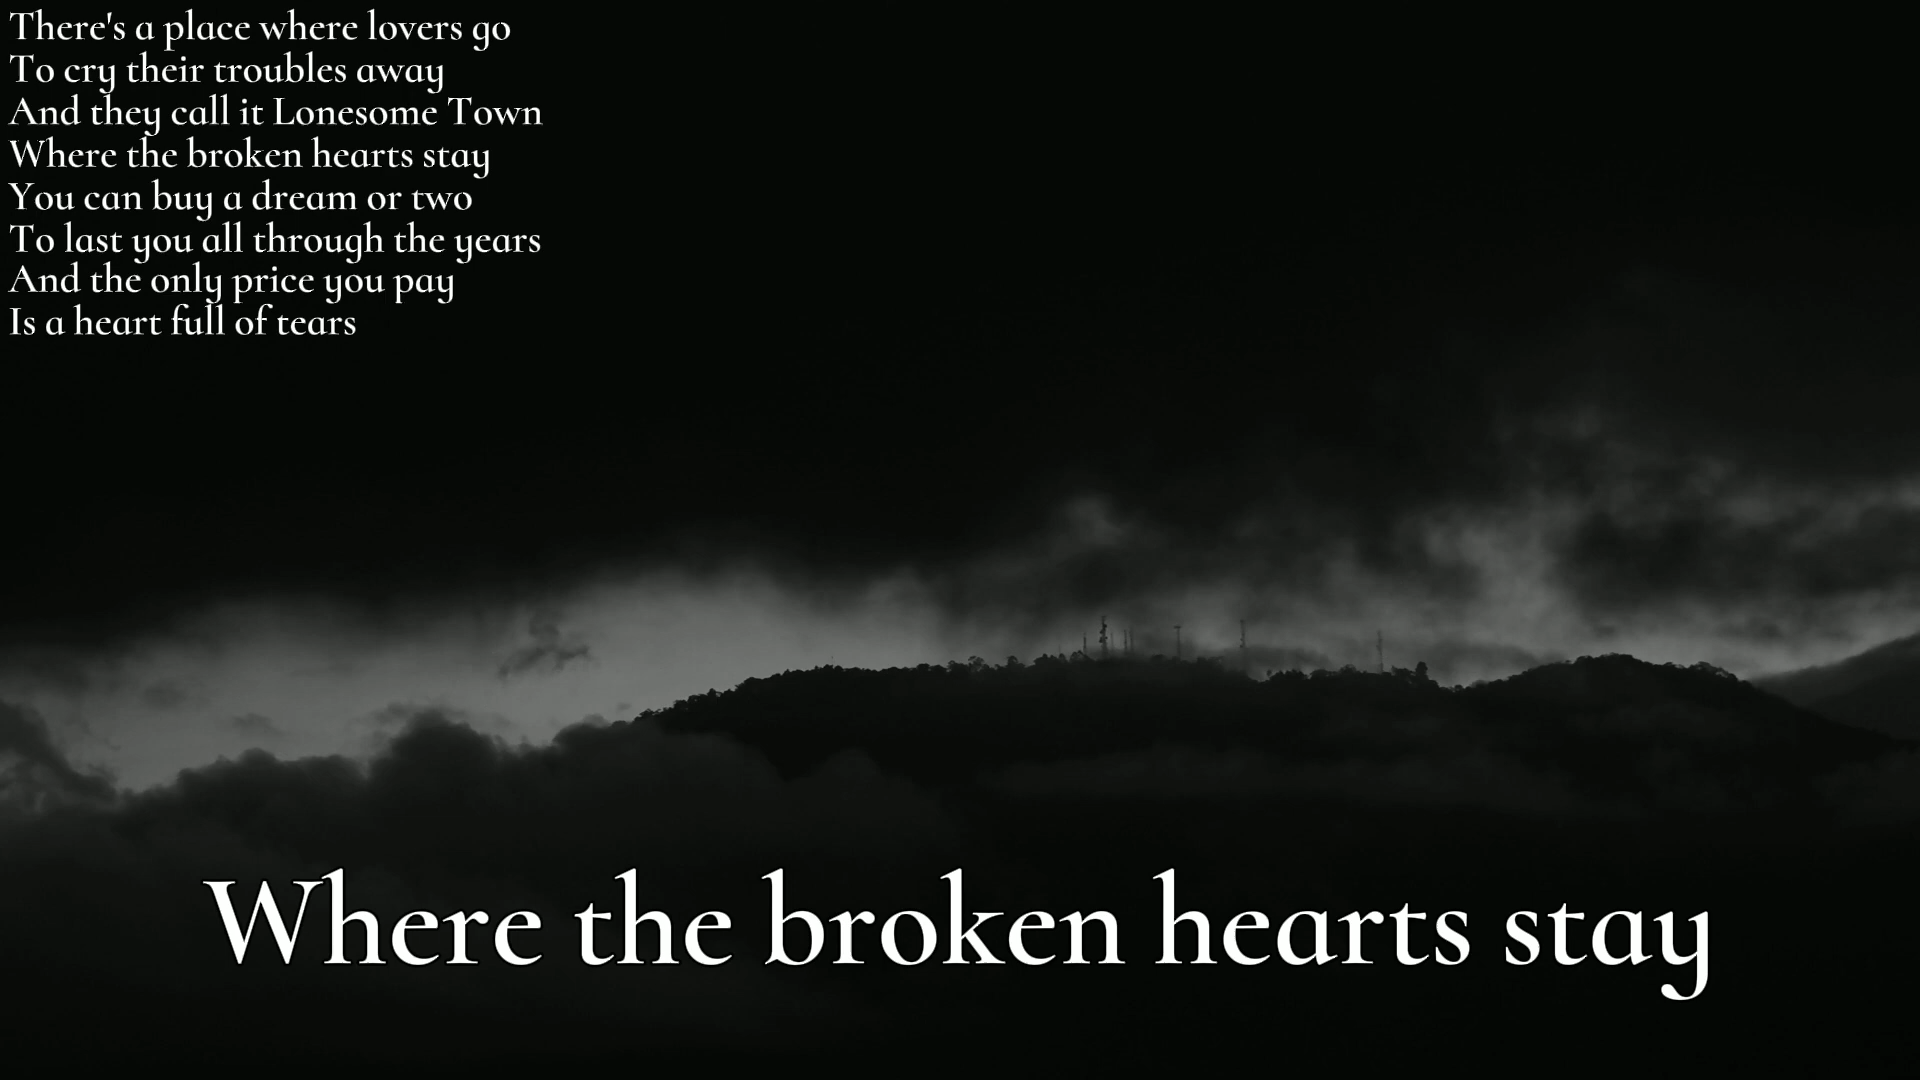 There's a place where lovers go
To cry their troubles away
And they call it Lonesome Town
Where the broken hearts stay
You can buy a dream or two
To last you all through the years
And the only price you pay
Is a heart full of tears
Where the broken hearts stay